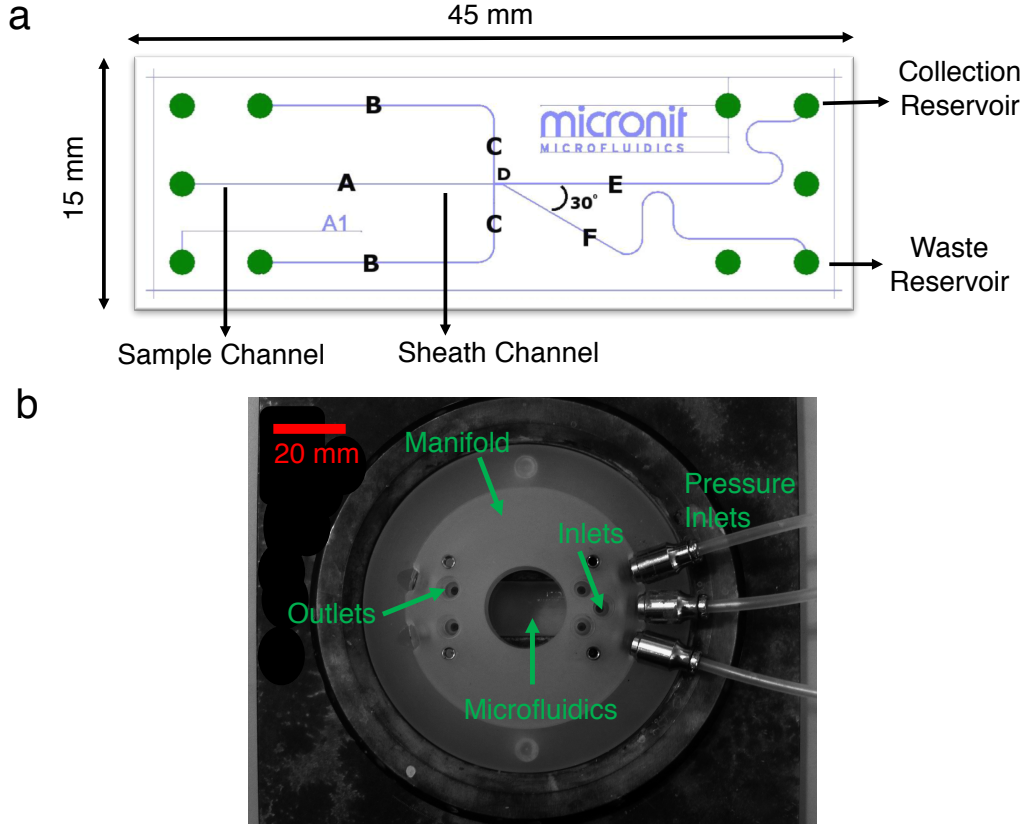 a
45 mm
15 mm
B
C
D
A
E
30°
A1
C
F
B
micronit
MICROFLUIDICS
Collection
Reservoir
Waste
Reservoir
Sample Channel
Sheath Channel
b
20 mm
Manifold
Pressure
Inlets
Inlets
Outlets
Microfluidics